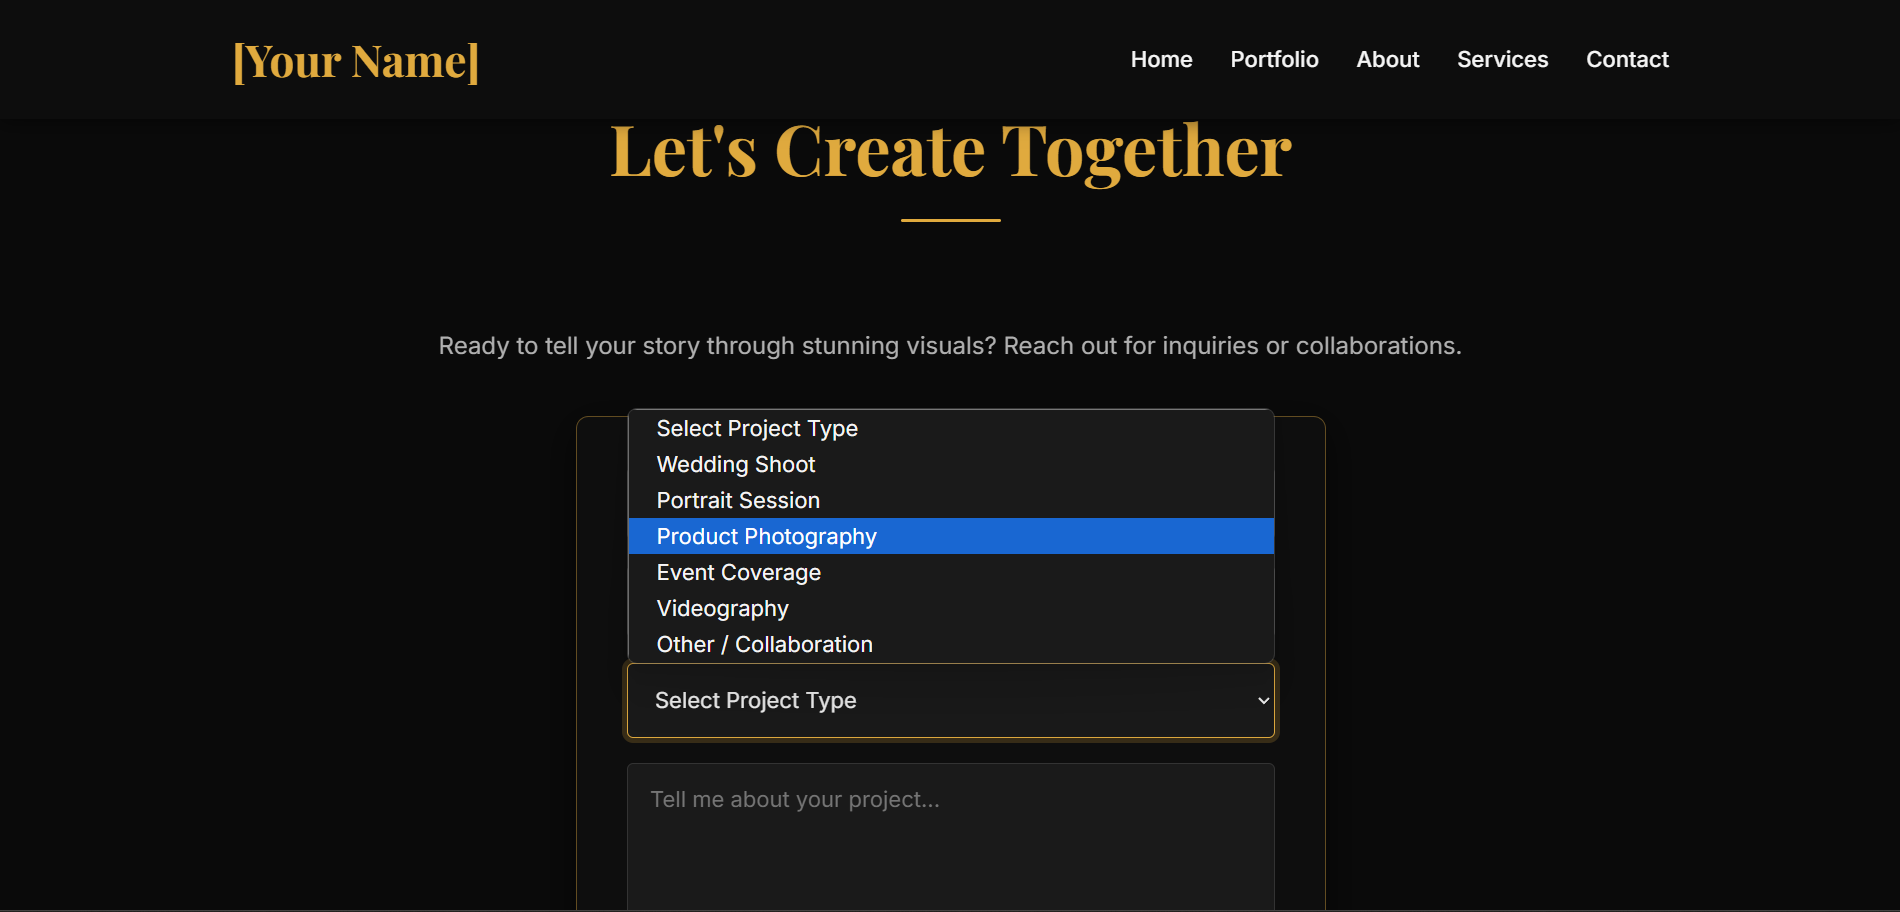 [Your Name]
Home Portfolio About Services Contact
Let's Create Together
Ready to tell your story through stunning visuals? Reach out for inquiries or collaborations.
Select Project Type
Wedding Shoot
Portrait Session
Product Photography
Event Coverage
Videography
Other / Collaboration
Select Project Type
Tell me about your project...